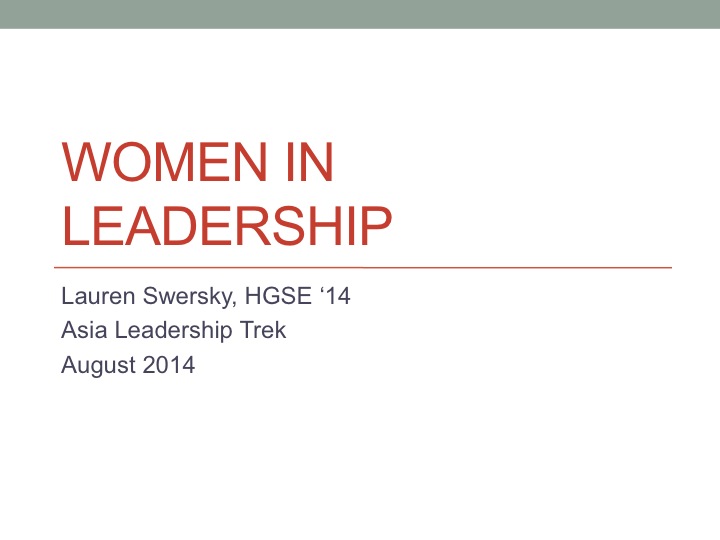 WOMEN IN
LEADERSHIP
Lauren Swersky, HGSE ‘14
Asia Leadership Trek
August 2014